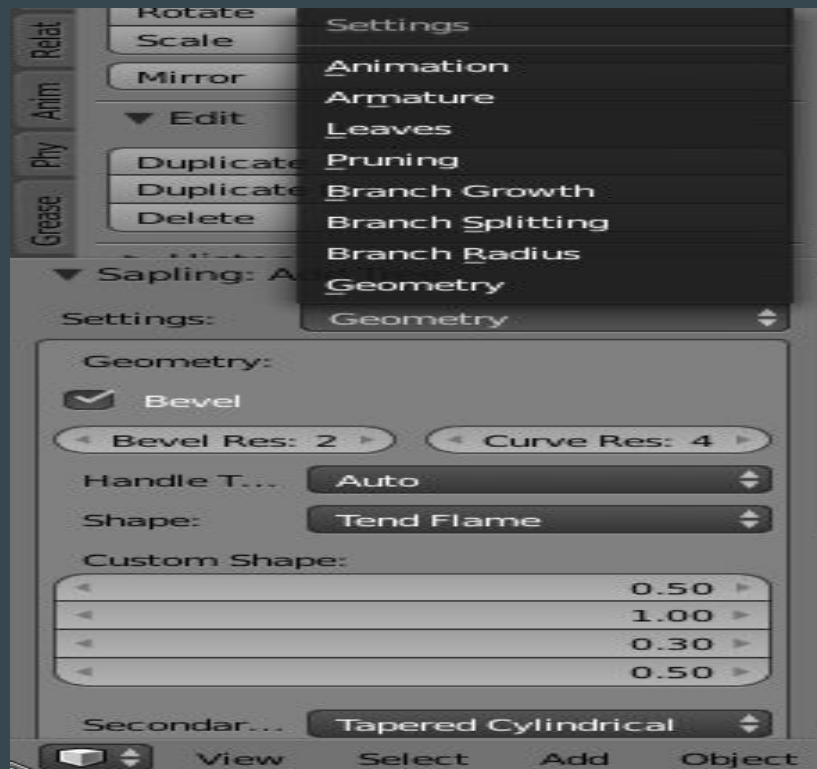 Relat
Anim
Phy
Grease
Rotate
Scale
Mirror
Edit
Duplicate
Duplicate
Delete
Settings
Animation
Armature
Leaves
Pruning
Branch Growth
Branch Splitting
Branch Radius
Geometry
Sapling: Add Tree
Settings: Geometry
Geometry:
Bevel
Bevel Res: 2 Curve Res: 4
Handle T... Auto
Shape: Tend Flame
Custom Shape:
0.50
1.00
0.30
0.50
Secondar... Tapered Cylindrical
View Select Add Object